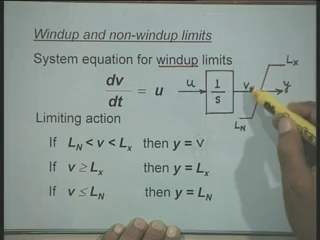 Windup and non-windup limits
System equation for windup limits
dv/dt = u
u 1/s v y Lx LN
Limiting action
If LN < v < Lx then y = v
If v ≥ Lx then y = Lx
If v ≤ LN then y = LN